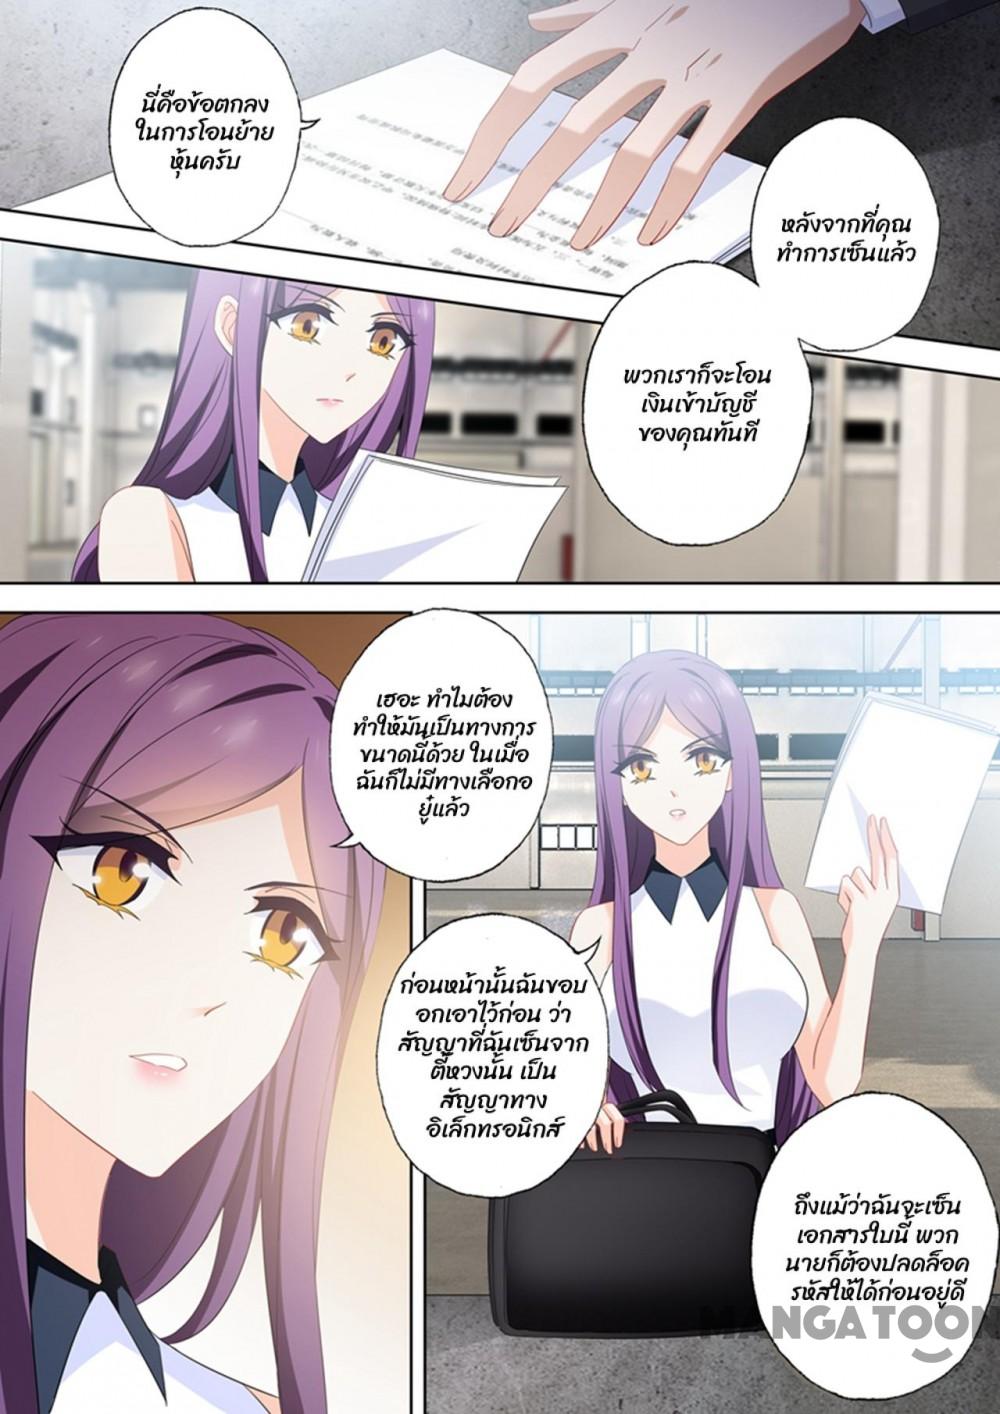 นี่คือข้อตกลง
ในการโอนย้าย
หุ้นครับ
หลังจากที่คุณ
ทำการเซ็นแล้ว
พวกเราก็จะโอน
เงินเข้าบัญชี
ของคุณทันที
เฮอะ ทำไมต้อง
ทำให้มันเป็นทางการ
ขนาดนี้ด้วย ในเมื่อ
ฉันก็ไม่มีทางเลือกอ
ยู่แล้ว
ก่อนหน้านั้นฉันขอบ
อกเอาไว้ก่อน ว่า
สัญญาที่ฉันเซ็นจาก
ตี้หวงนั้น เป็น
สัญญาทาง
อิเล็กทรอนิกส์
ถึงแม้ว่าฉันจะเซ็น
เอกสารใบนี้ พวก
นายก็ต้องปลดล็อค
รหัสให้ได้ก่อนอยู่ดี
MANGATOON